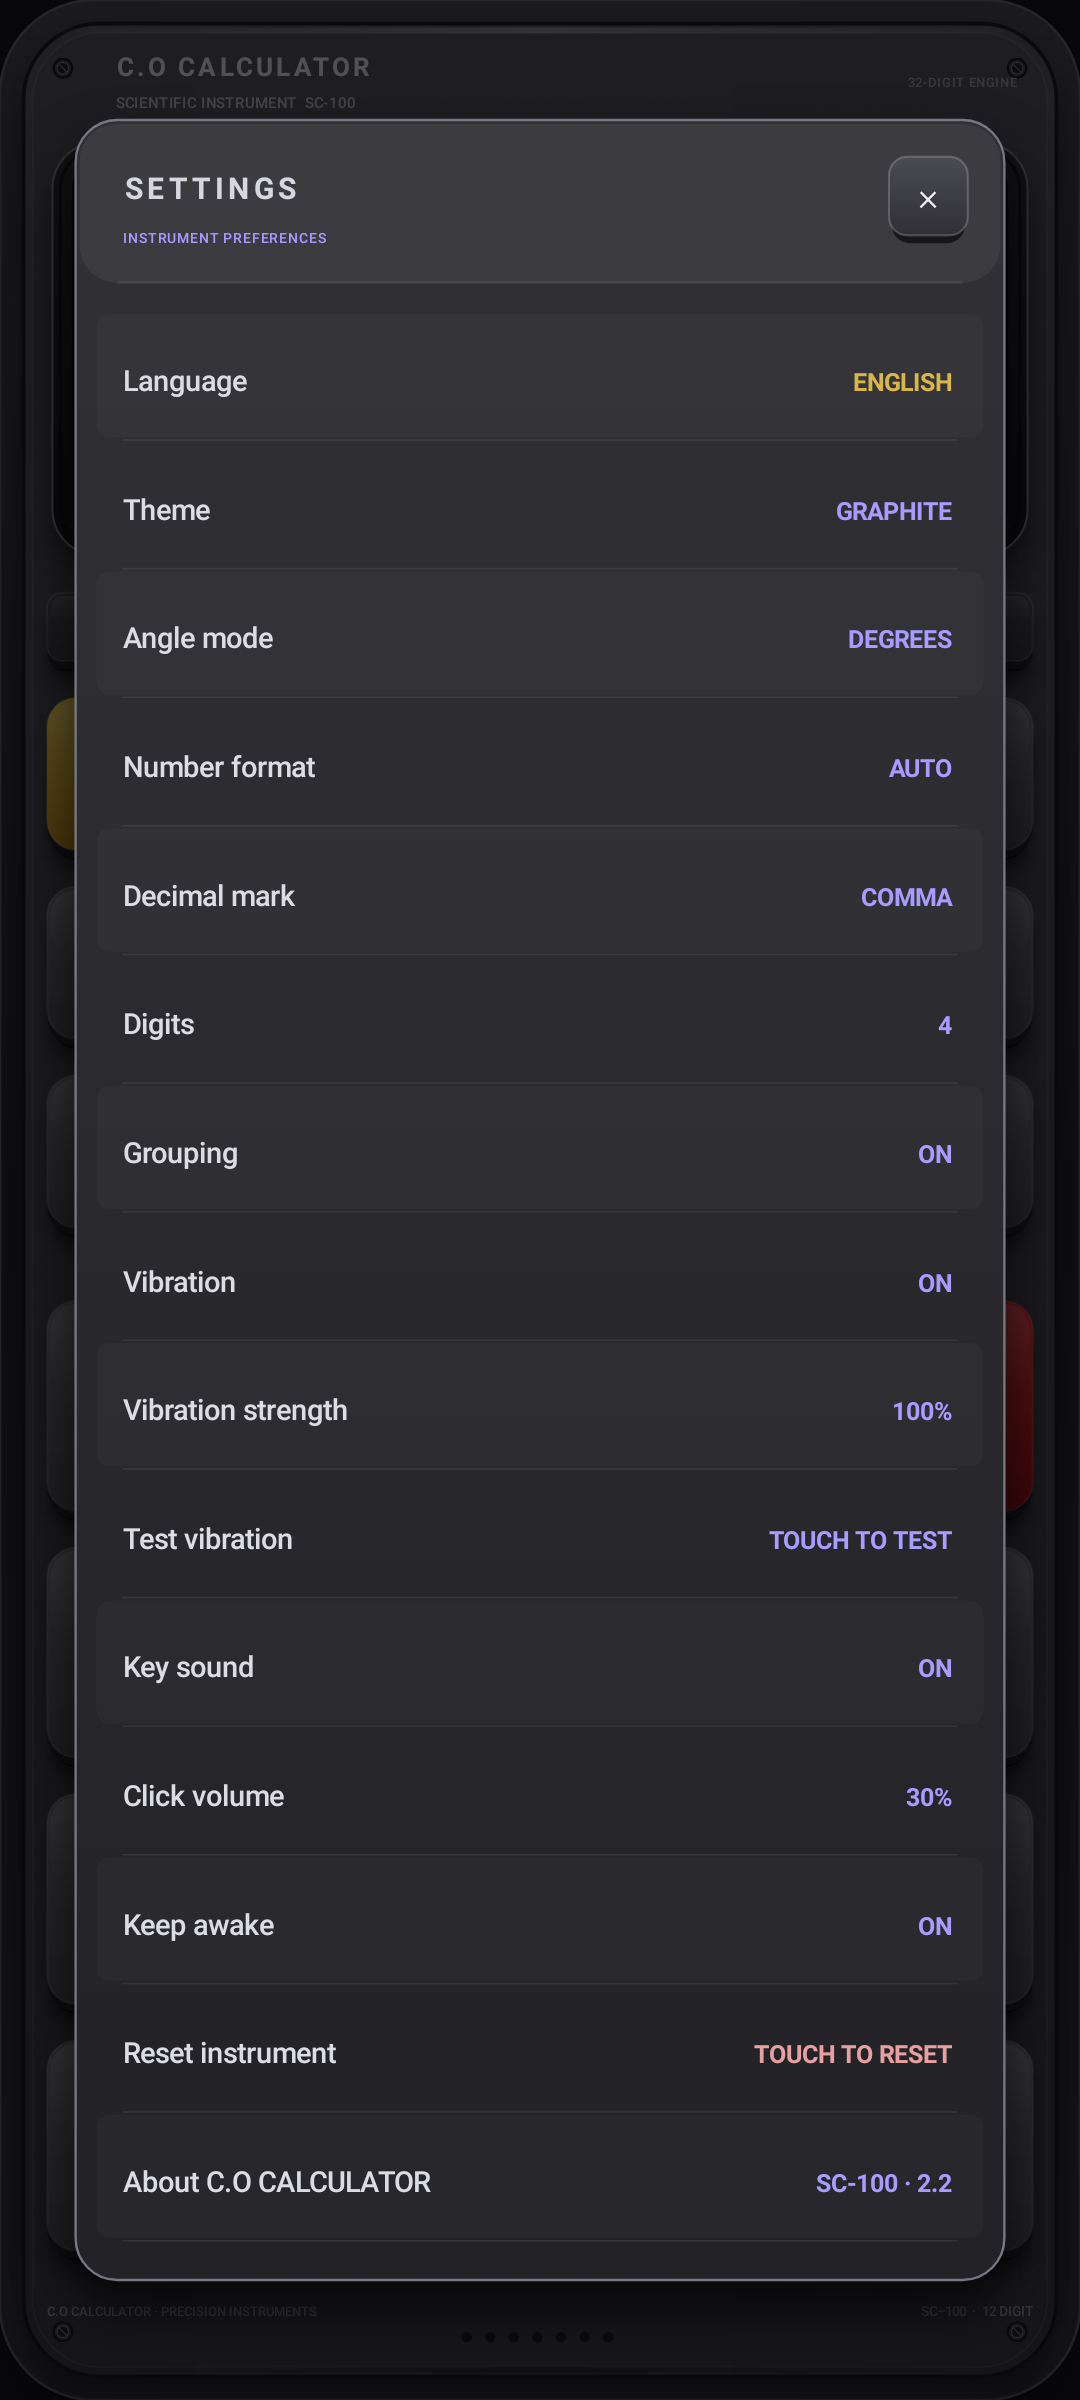 C.O CALCULATOR
32-DIGIT ENGINE
SCIENTIFIC INSTRUMENT SC-100
SETTINGS
×
INSTRUMENT PREFERENCES
Language ENGLISH
Theme GRAPHITE
Angle mode DEGREES
Number format AUTO
Decimal mark COMMA
Digits 4
Grouping ON
Vibration ON
Vibration strength 100%
Test vibration TOUCH TO TEST
Key sound ON
Click volume 30%
Keep awake ON
Reset instrument TOUCH TO RESET
About C.O CALCULATOR SC-100 · 2.2
C.O CALCULATOR · PRECISION INSTRUMENTS SC-100 · 12 DIGIT